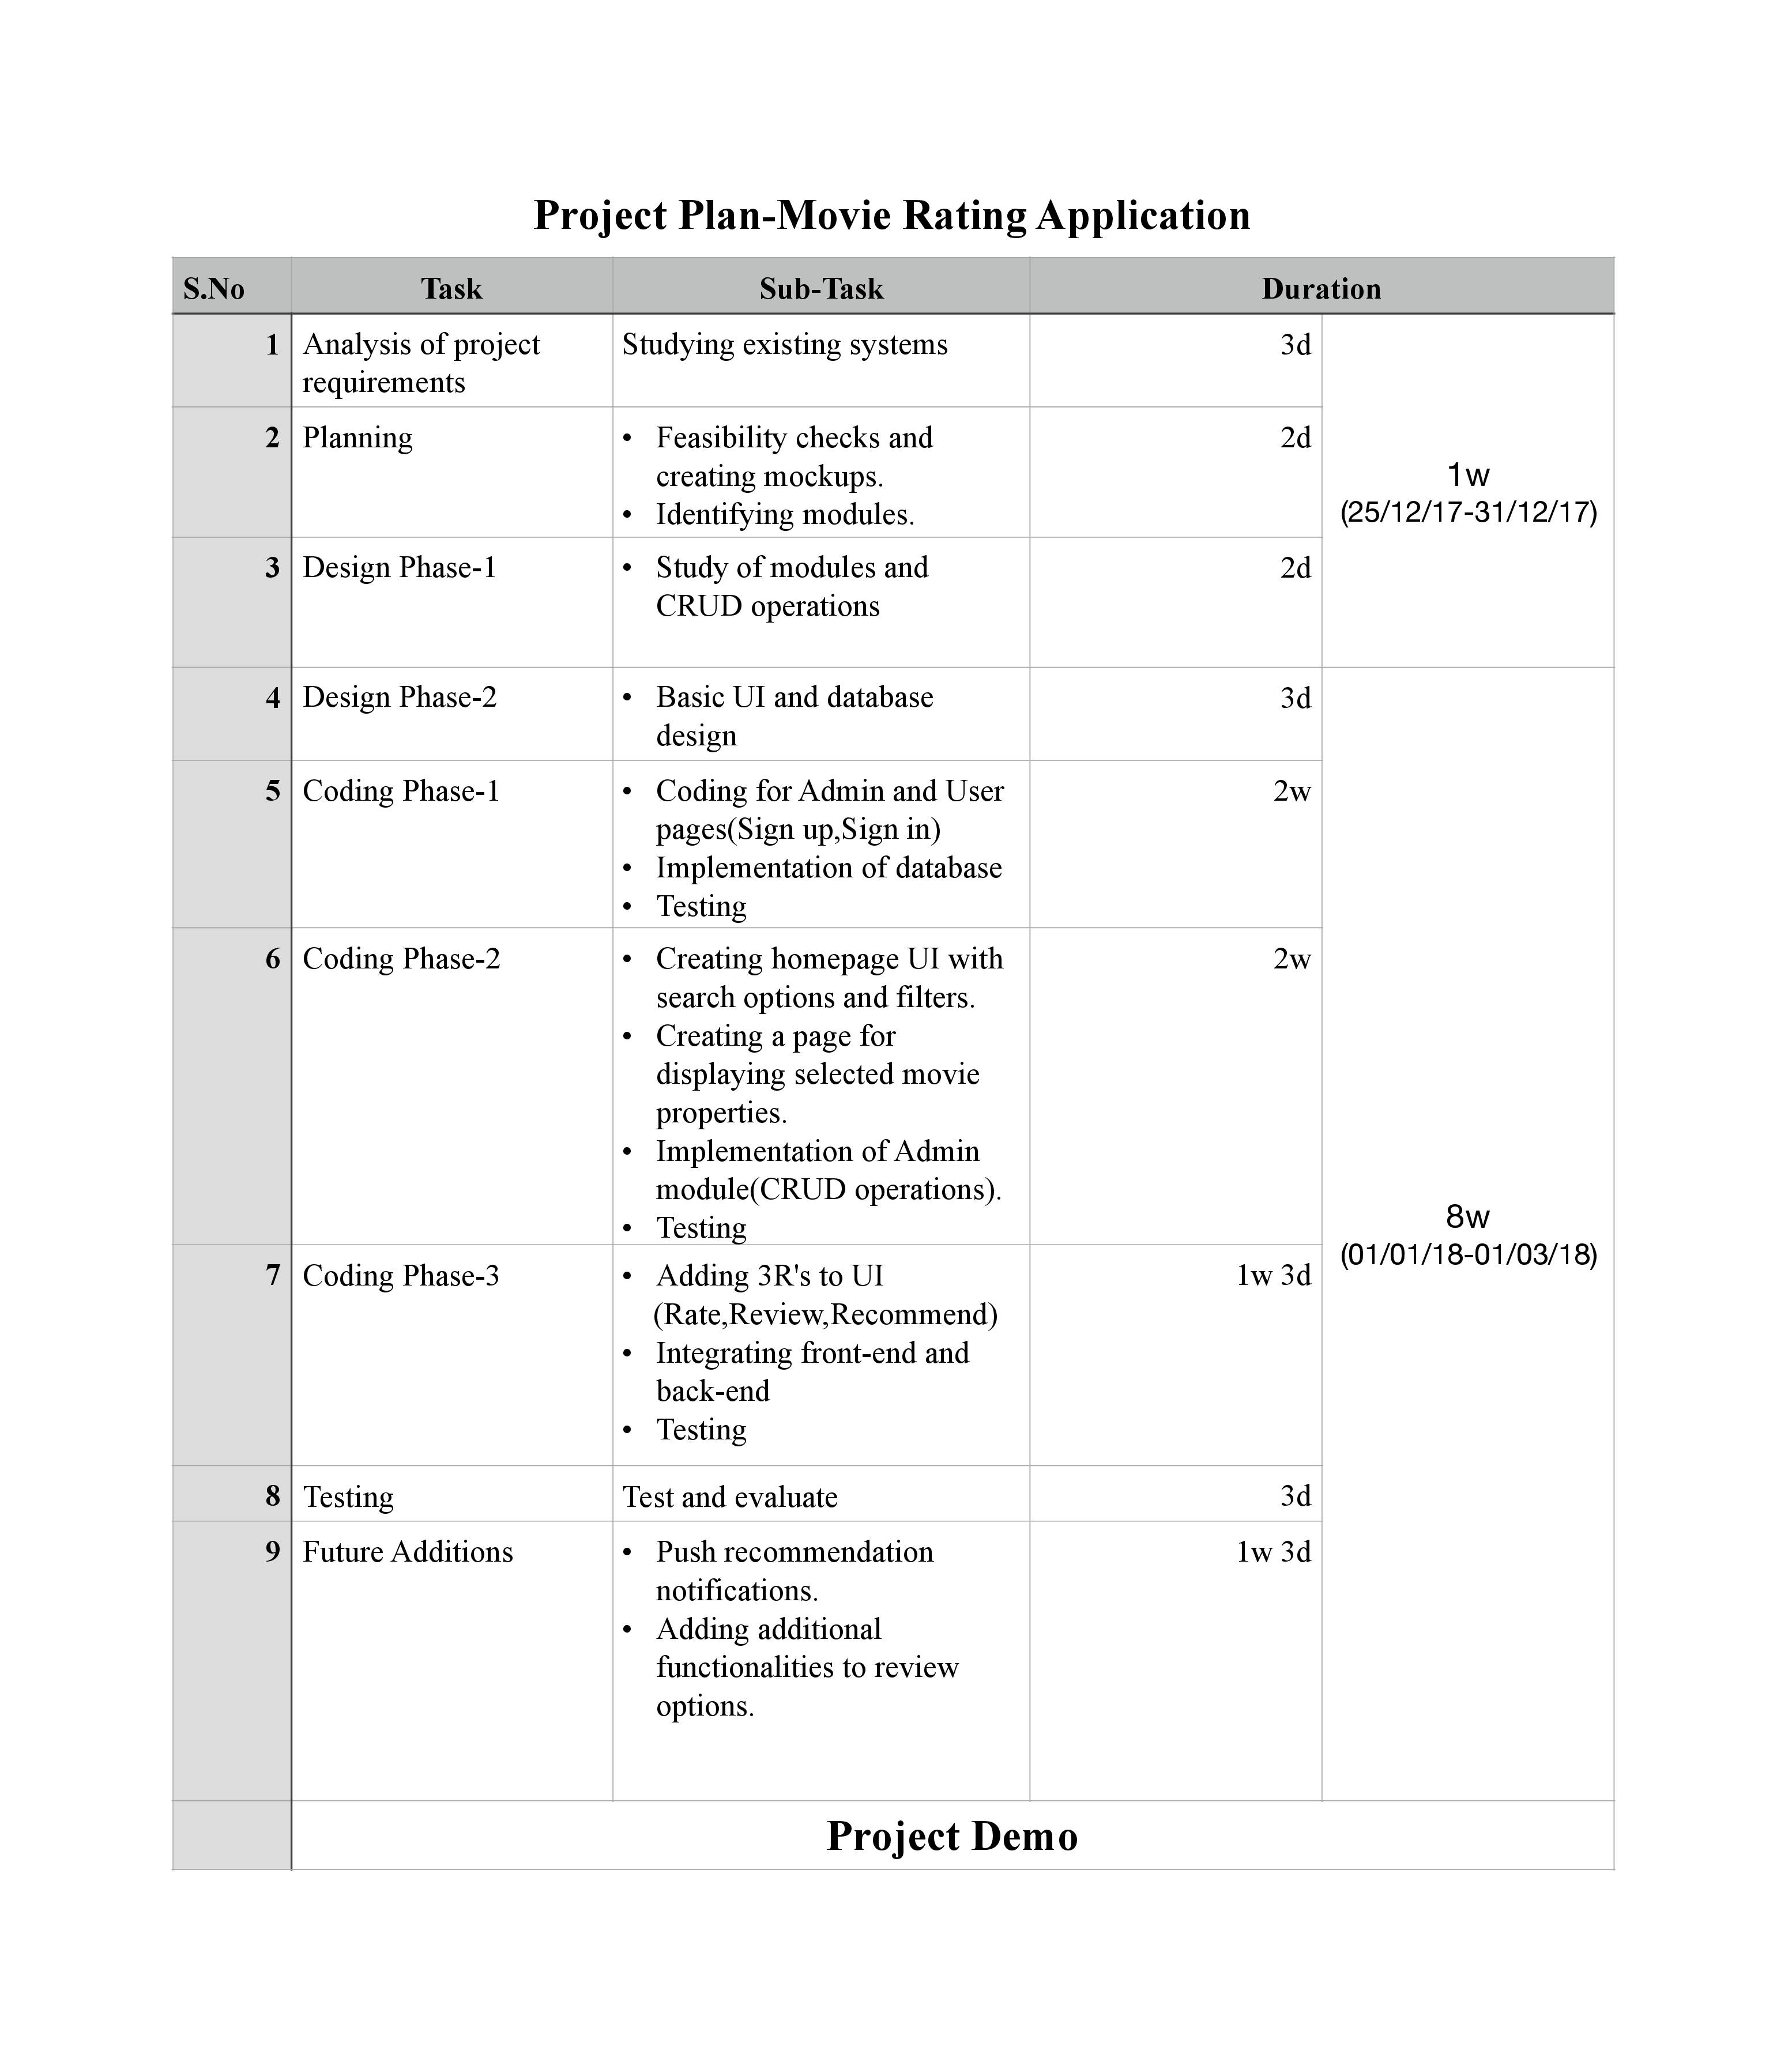 Project Plan-Movie Rating Application
S.No Task Sub-Task Duration
1 Analysis of project Studying existing systems 3d
requirements
2 Planning • Feasibility checks and 2d
creating mockups.
• Identifying modules.
1w
(25/12/17-31/12/17)
3 Design Phase-1 • Study of modules and 2d
CRUD operations
4 Design Phase-2 • Basic UI and database 3d
design
5 Coding Phase-1 • Coding for Admin and User 2w
pages(Sign up,Sign in)
• Implementation of database
• Testing
6 Coding Phase-2 • Creating homepage UI with 2w
search options and filters.
• Creating a page for
displaying selected movie
properties.
• Implementation of Admin
module(CRUD operations).
• Testing
8w
(01/01/18-01/03/18)
7 Coding Phase-3 • Adding 3R's to UI 1w 3d
(Rate,Review,Recommend)
• Integrating front-end and
back-end
• Testing
8 Testing Test and evaluate 3d
9 Future Additions • Push recommendation 1w 3d
notifications.
• Adding additional
functionalities to review
options.
Project Demo